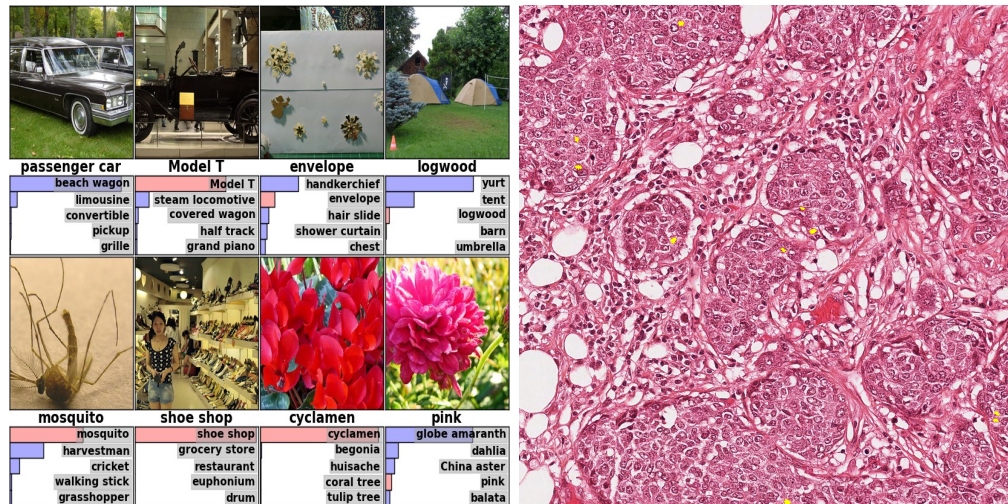 passenger car Model T envelope logwood
beach wagon Model T handkerchief yurt
limousine steam locomotive envelope tent
convertible covered wagon hair slide logwood
pickup half track shower curtain barn
grille grand piano chest umbrella
mosquito shoe shop cyclamen pink
mosquito shoe shop cyclamen globe amaranth
harvestman grocery store begonia dahlia
cricket restaurant huisache China aster
walking stick euphonium coral tree pink
grasshopper drum tulip tree balata